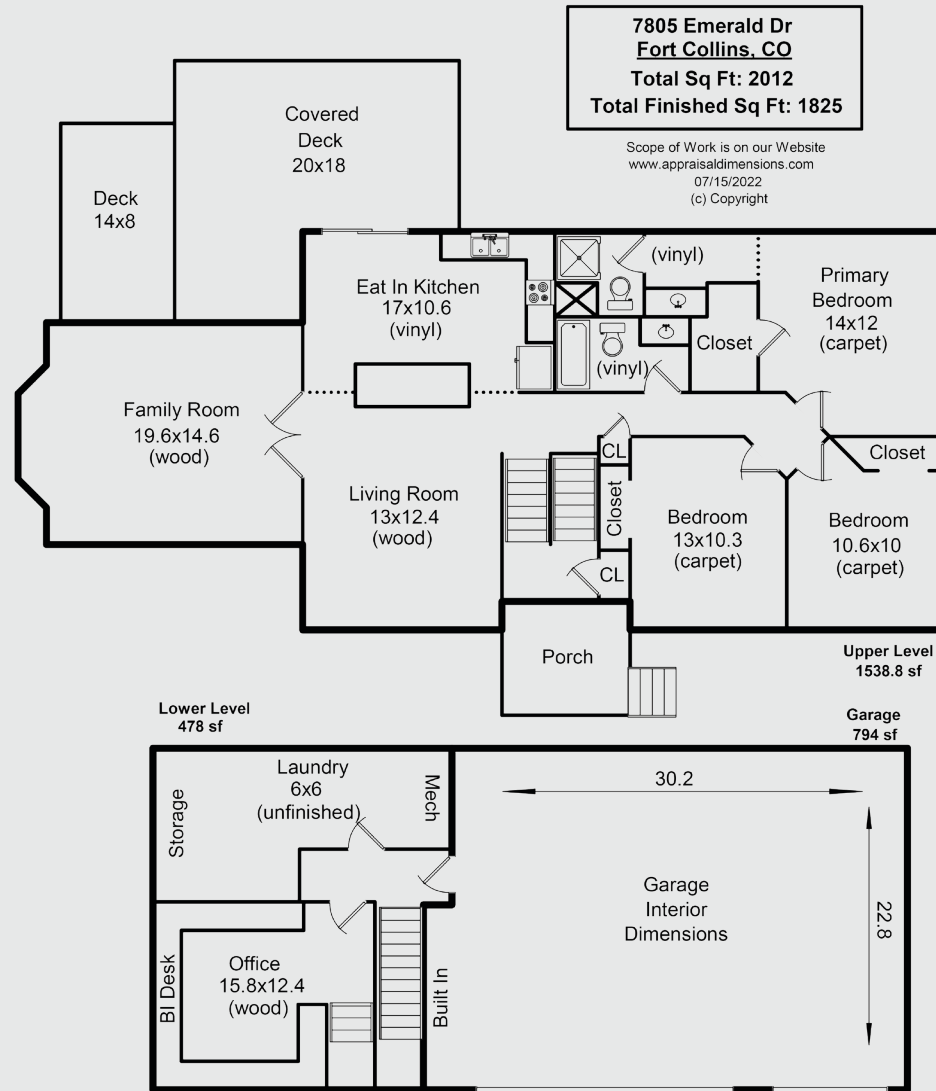 7805 Emerald Dr
Fort Collins, CO
Total Sq Ft: 2012
Total Finished Sq Ft: 1825
Scope of Work is on our Website
www.appraisaldimensions.com
07/15/2022
(c) Copyright
Covered
Deck
20x18
Deck
14x8
Eat In Kitchen
17x10.6
(vinyl)
(vinyl)
Primary
Bedroom
14x12
(carpet)
(vinyl)
Closet
Family Room
19.6x14.6
(wood)
Living Room
13x12.4
(wood)
CL
Closet
CL
Bedroom
13x10.3
(carpet)
Closet
Bedroom
10.6x10
(carpet)
Porch
Upper Level
1538.8 sf
Lower Level
478 sf
Garage
794 sf
Laundry
6x6
(unfinished)
Storage
Mech
30.2
Garage
Interior
Dimensions
22.8
BI Desk
Office
15.8x12.4
(wood)
Built In